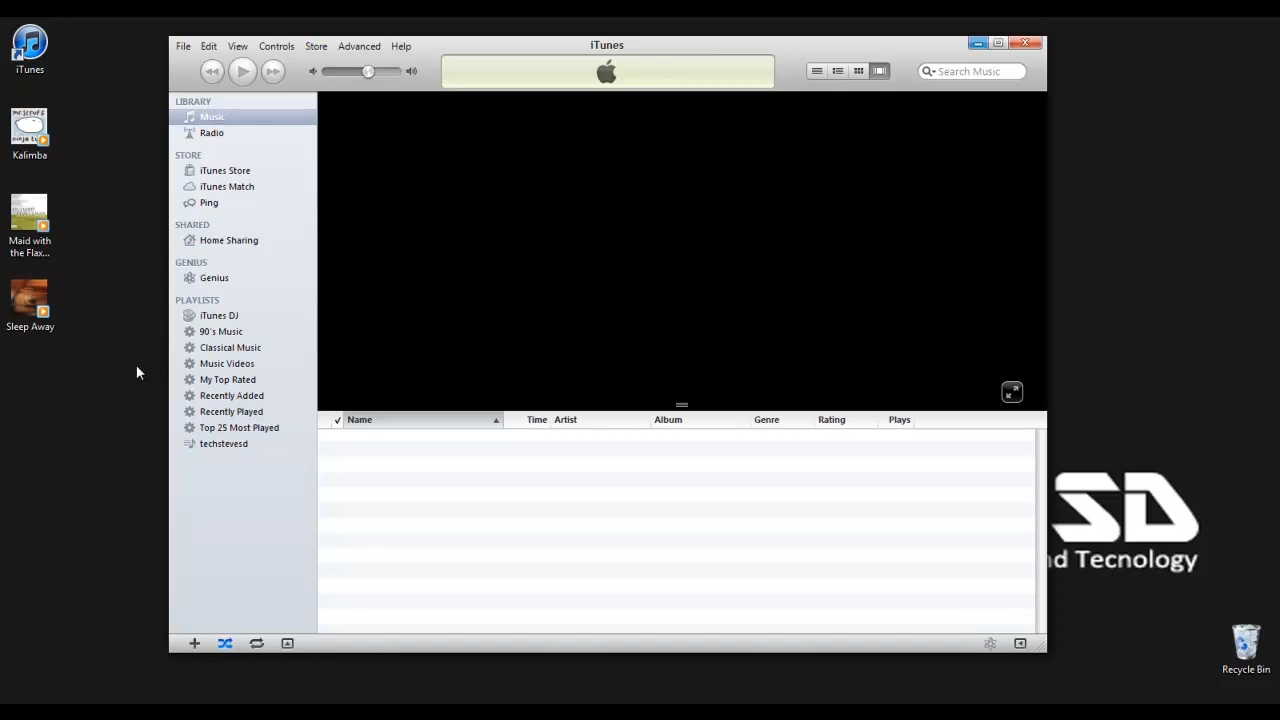 iTunes
Kalimba
Maid with
the Flax...
Sleep Away
iTunes
File Edit View Controls Store Advanced Help
Search Music
LIBRARY
Music
Radio
STORE
iTunes Store
iTunes Match
Ping
SHARED
Home Sharing
GENIUS
Genius
PLAYLISTS
iTunes DJ
90's Music
Classical Music
Music Videos
My Top Rated
Recently Added
Recently Played
Top 25 Most Played
techstevesd
Name Time Artist Album Genre Rating Plays
SD
nd Tecnology
Recycle Bin